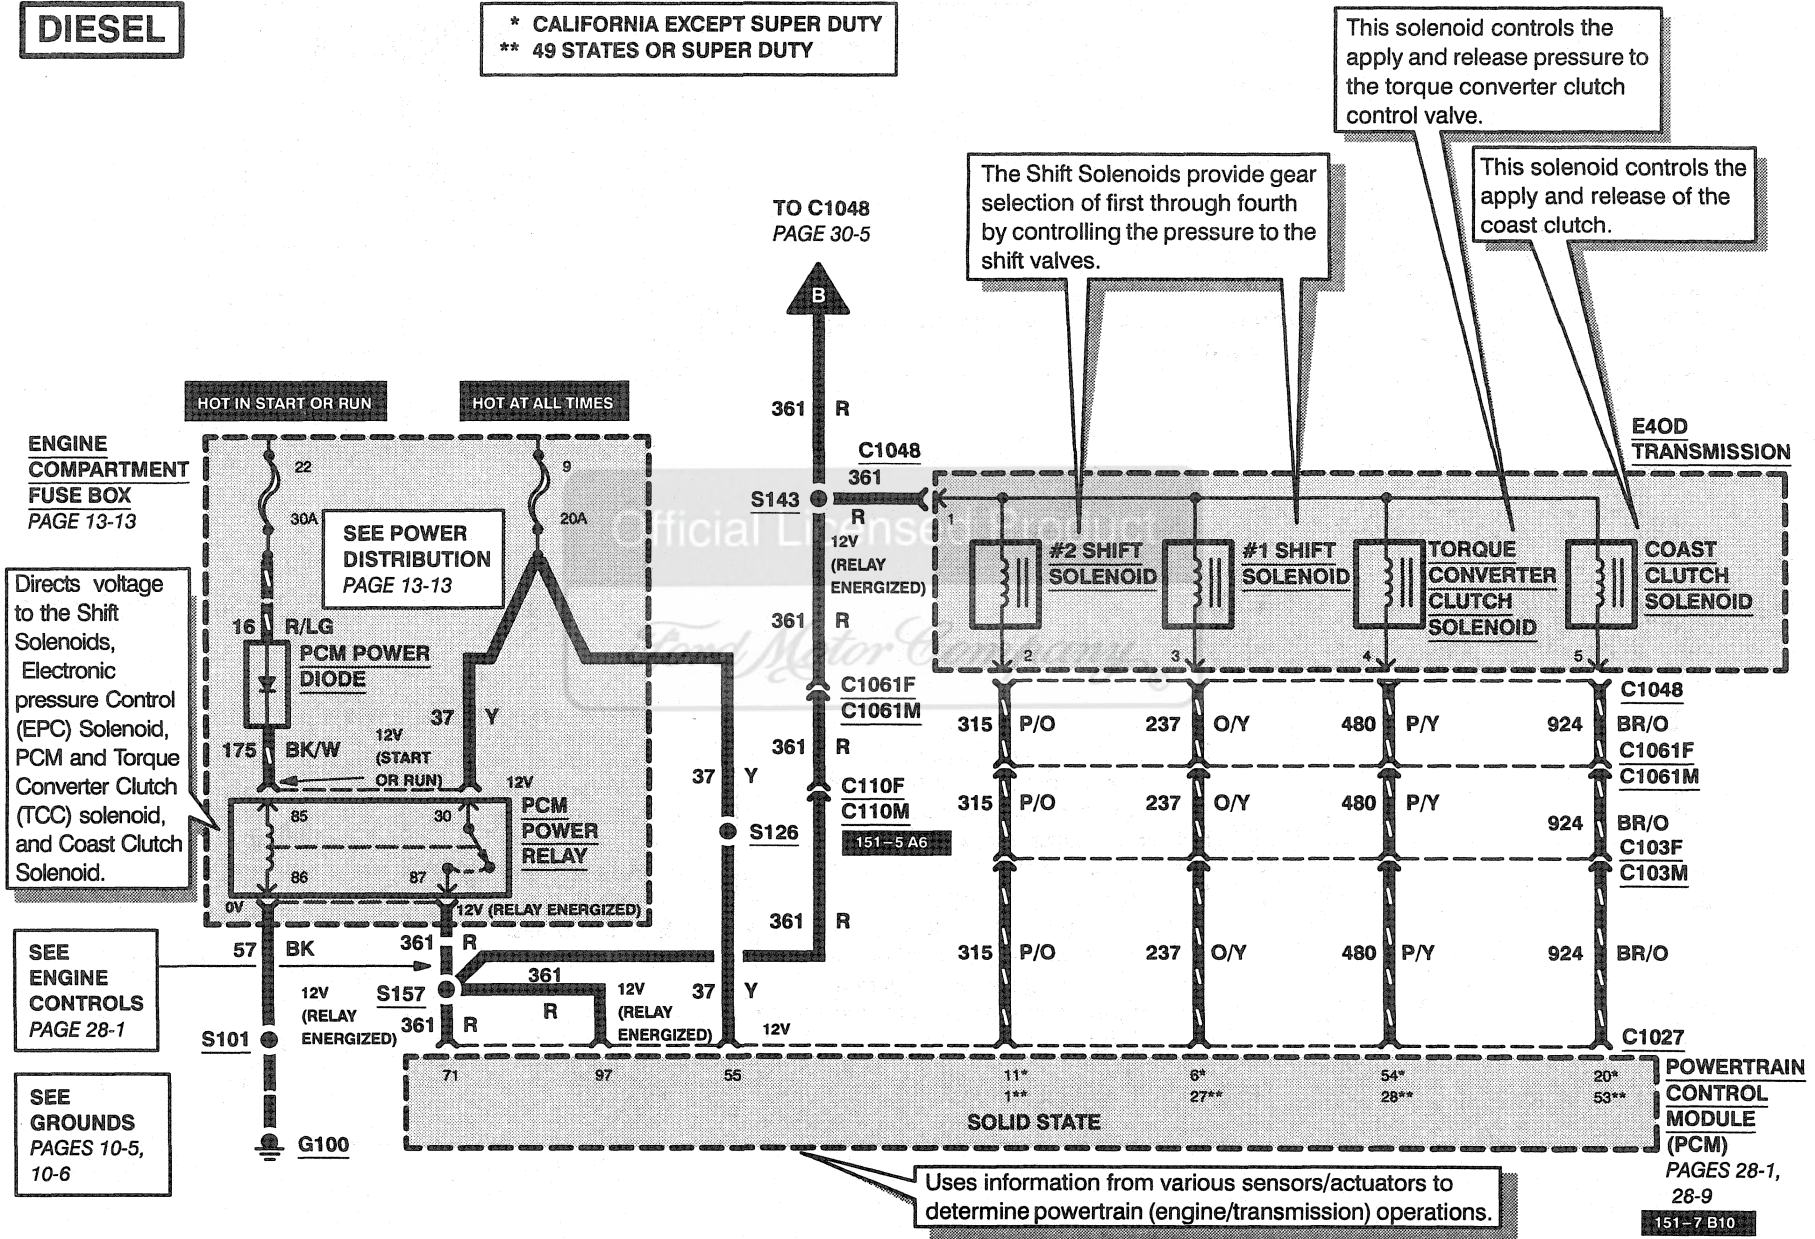 DIESEL
* CALIFORNIA EXCEPT SUPER DUTY
** 49 STATES OR SUPER DUTY
This solenoid controls the
apply and release pressure to
the torque converter clutch
control valve.
The Shift Solenoids provide gear
selection of first through fourth
by controlling the pressure to the
shift valves.
This solenoid controls the
apply and release of the
coast clutch.
TO C1048
PAGE 30-5
B
HOT IN START OR RUN
HOT AT ALL TIMES
361 R
E4OD
TRANSMISSION
ENGINE
COMPARTMENT
FUSE BOX
PAGE 13-13
22
30A
9
20A
SEE POWER
DISTRIBUTION
PAGE 13-13
C1048
361
S143
R
1
12V
(RELAY
ENERGIZED)
Official Licensed Product
Ford Motor Company
#2 SHIFT
SOLENOID
#1 SHIFT
SOLENOID
TORQUE
CONVERTER
CLUTCH
SOLENOID
COAST
CLUTCH
SOLENOID
Directs voltage
to the Shift
Solenoids,
Electronic
pressure Control
(EPC) Solenoid,
PCM and Torque
Converter Clutch
(TCC) solenoid,
and Coast Clutch
Solenoid.
16 R/LG
PCM POWER
DIODE
361 R
2
3
4
5
C1061F
C1061M
C1048
37 Y
175 BK/W
12V
(START
OR RUN)
12V
315 P/O
237 O/Y
480 P/Y
924 BR/O
C1061F
C1061M
361 R
37 Y
C110F
C110M
151-5 A6
315 P/O
237 O/Y
480 P/Y
924 BR/O
C103F
C103M
85
30
PCM
POWER
RELAY
S126
86
87
0V
12V (RELAY ENERGIZED)
361 R
57 BK
361 R
SEE
ENGINE
CONTROLS
PAGE 28-1
315 P/O
237 O/Y
480 P/Y
924 BR/O
361
R
S157
12V
(RELAY
ENERGIZED)
12V
(RELAY
ENERGIZED)
37 Y
361 R
12V
S101
C1027
71
97
55
11*
1**
6*
27**
54*
28**
20*
53**
SOLID STATE
POWERTRAIN
CONTROL
MODULE
(PCM)
PAGES 28-1,
28-9
151-7 B10
SEE
GROUNDS
PAGES 10-5,
10-6
G100
Uses information from various sensors/actuators to
determine powertrain (engine/transmission) operations.